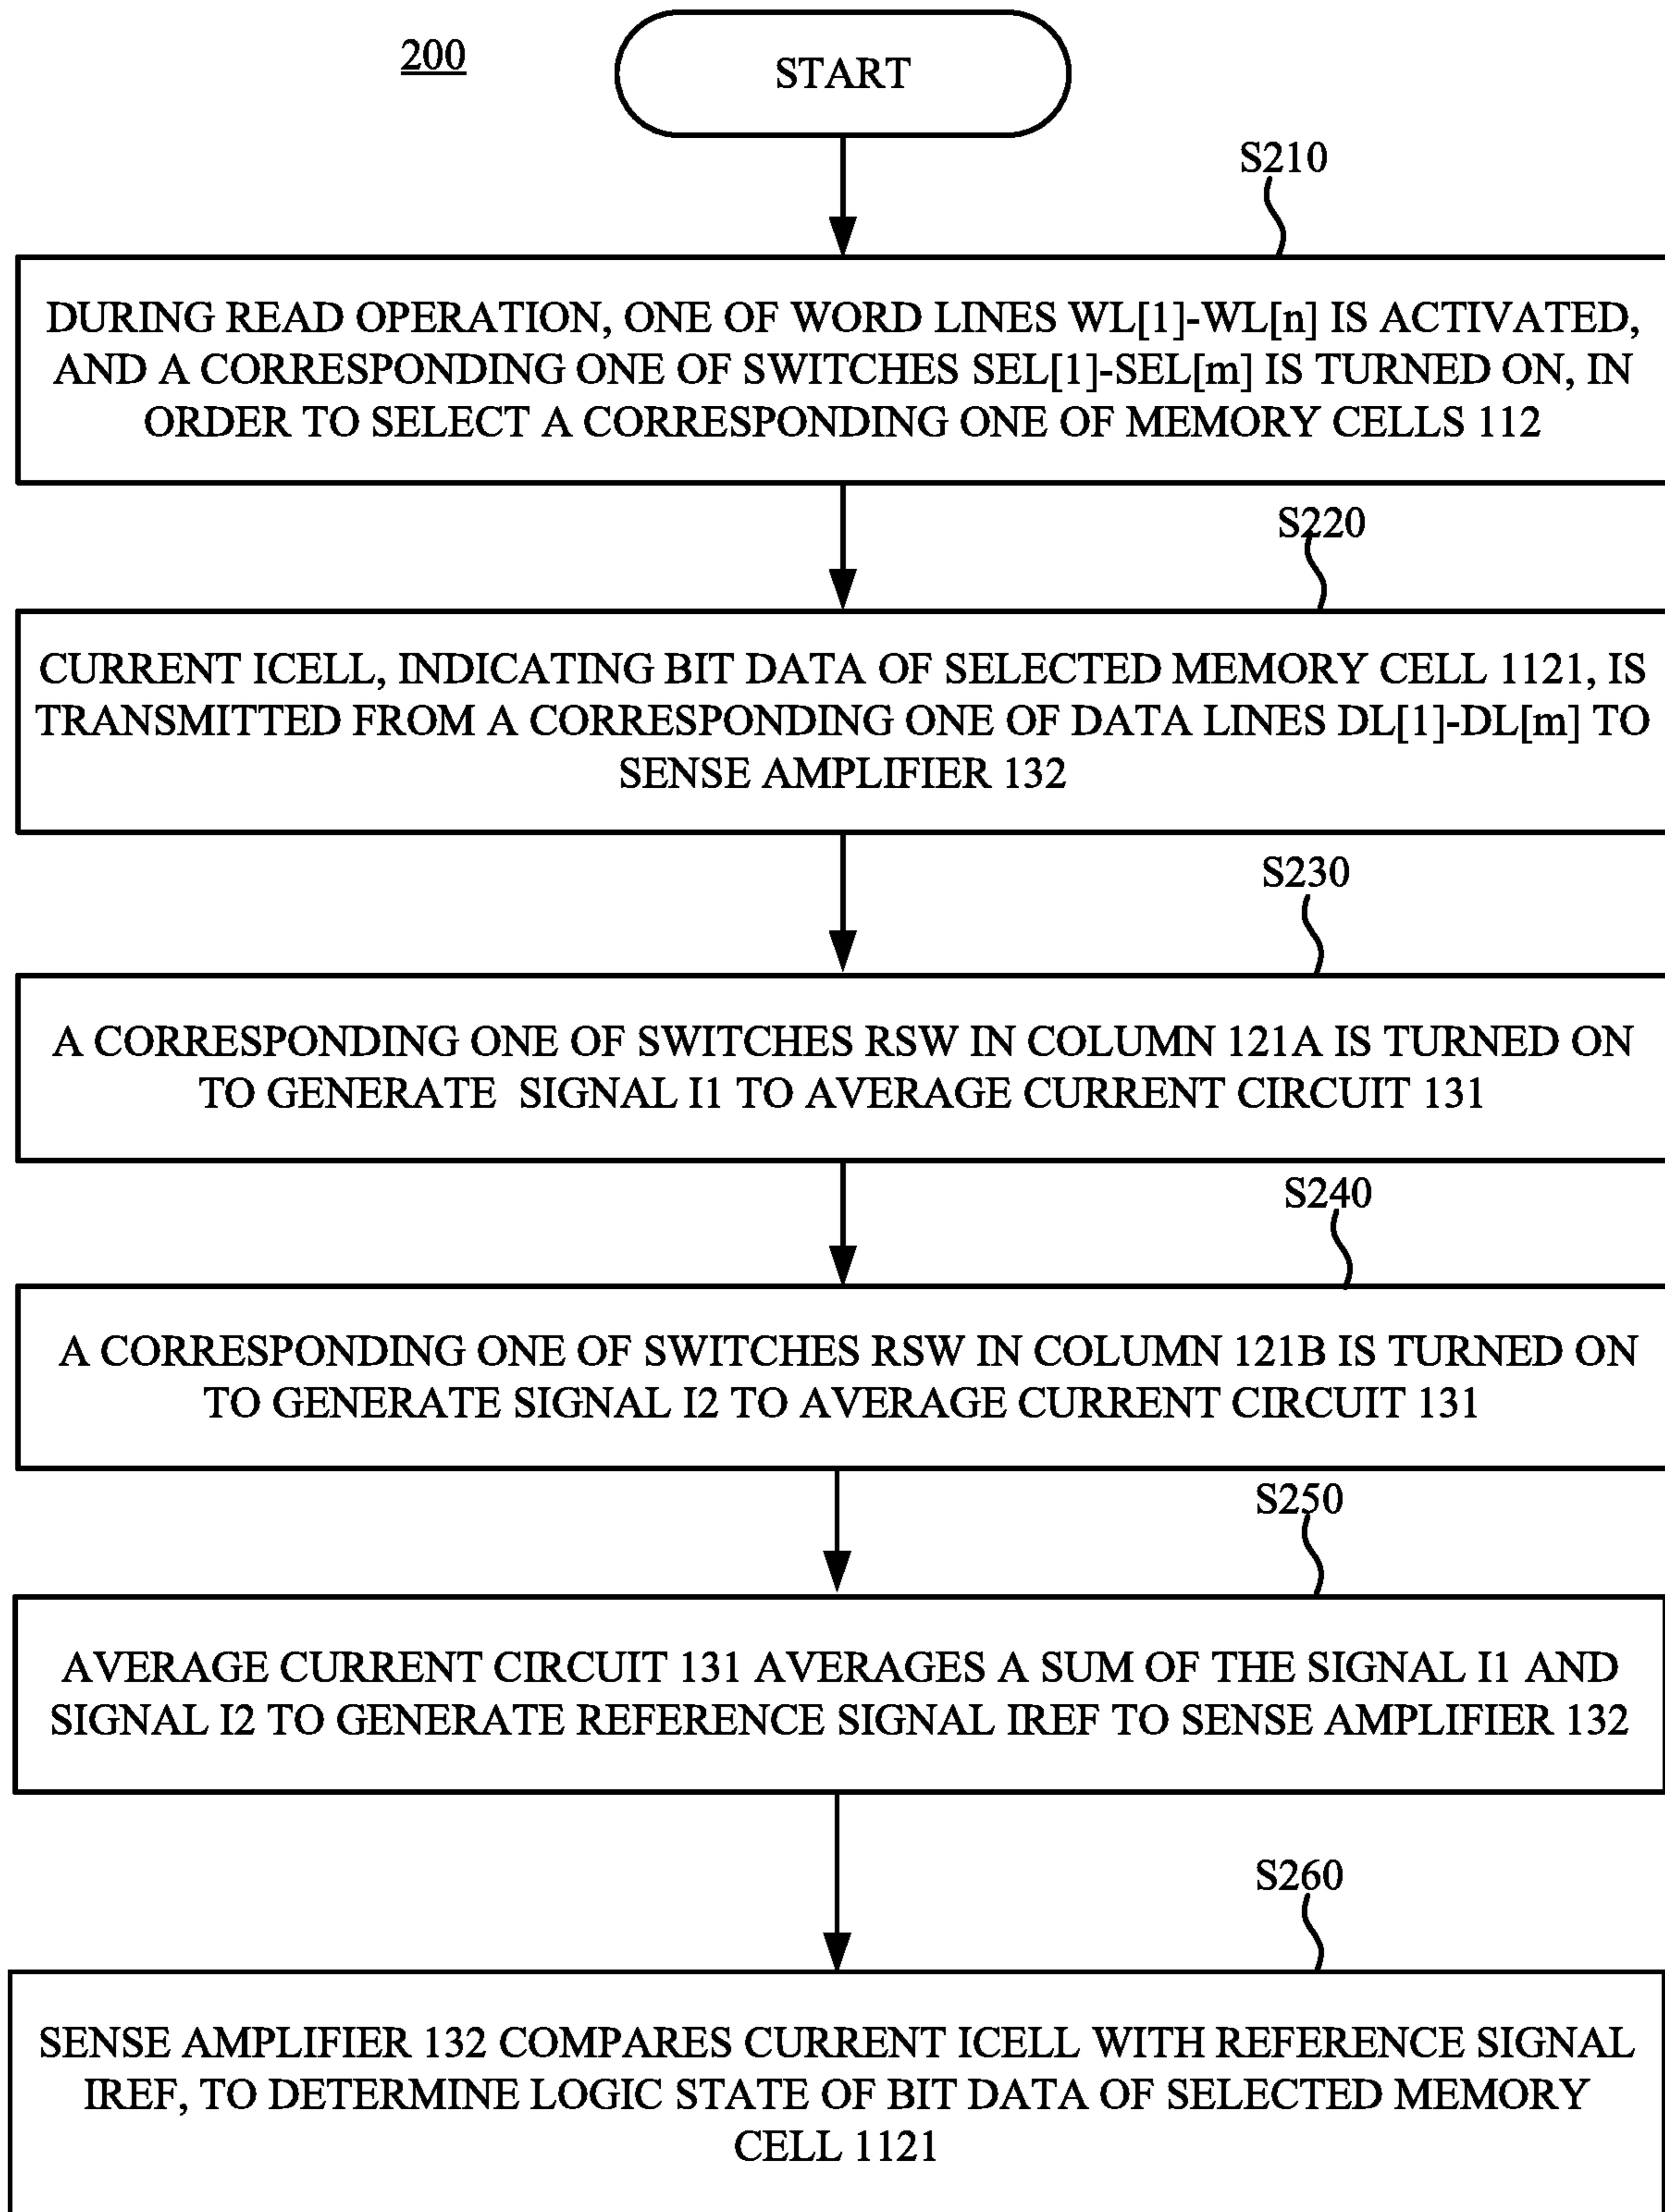 200
START
S210
DURING READ OPERATION, ONE OF WORD LINES WL[1]-WL[n] IS ACTIVATED,
AND A CORRESPONDING ONE OF SWITCHES SEL[1]-SEL[m] IS TURNED ON, IN
ORDER TO SELECT A CORRESPONDING ONE OF MEMORY CELLS 112
S220
CURRENT ICELL, INDICATING BIT DATA OF SELECTED MEMORY CELL 1121, IS
TRANSMITTED FROM A CORRESPONDING ONE OF DATA LINES DL[1]-DL[m] TO
SENSE AMPLIFIER 132
S230
A CORRESPONDING ONE OF SWITCHES RSW IN COLUMN 121A IS TURNED ON
TO GENERATE SIGNAL I1 TO AVERAGE CURRENT CIRCUIT 131
S240
A CORRESPONDING ONE OF SWITCHES RSW IN COLUMN 121B IS TURNED ON
TO GENERATE SIGNAL I2 TO AVERAGE CURRENT CIRCUIT 131
S250
AVERAGE CURRENT CIRCUIT 131 AVERAGES A SUM OF THE SIGNAL I1 AND
SIGNAL I2 TO GENERATE REFERENCE SIGNAL IREF TO SENSE AMPLIFIER 132
S260
SENSE AMPLIFIER 132 COMPARES CURRENT ICELL WITH REFERENCE SIGNAL
IREF, TO DETERMINE LOGIC STATE OF BIT DATA OF SELECTED MEMORY
CELL 1121